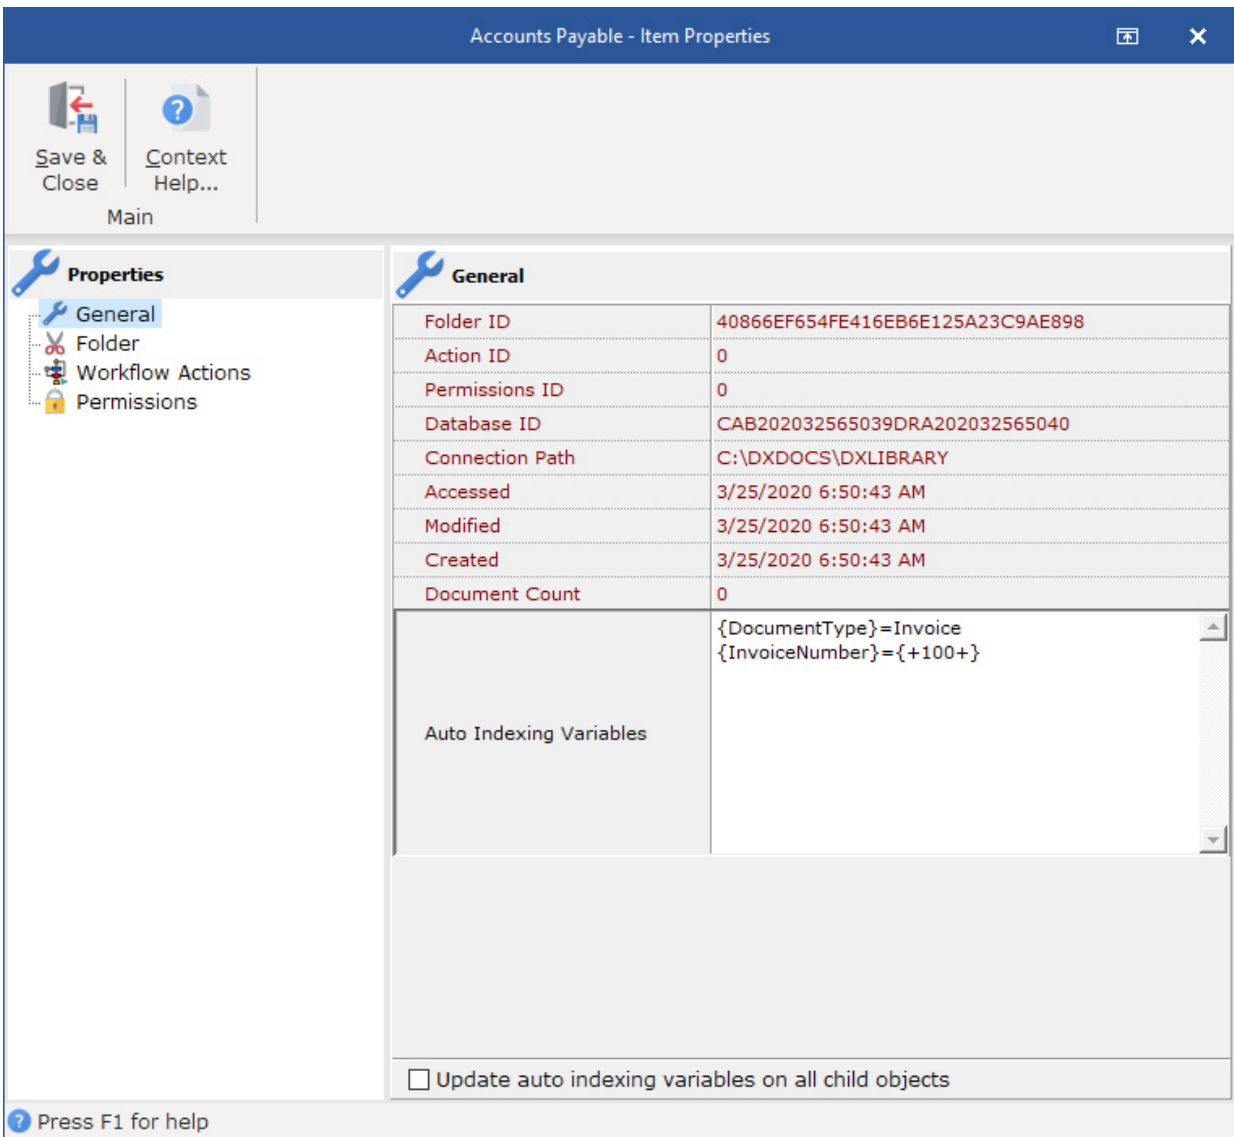 Accounts Payable - Item Properties
Save &
Close
Context
Help...
Main
Properties
General
Folder
Workflow Actions
Permissions
General
Folder ID 40866EF654FE416EB6E125A23C9AE898
Action ID 0
Permissions ID 0
Database ID CAB202032565039DRA202032565040
Connection Path C:\DXDOCS\DXLIBRARY
Accessed 3/25/2020 6:50:43 AM
Modified 3/25/2020 6:50:43 AM
Created 3/25/2020 6:50:43 AM
Document Count 0
Auto Indexing Variables
{DocumentType}=Invoice
{InvoiceNumber}={+100+}
Update auto indexing variables on all child objects
Press F1 for help